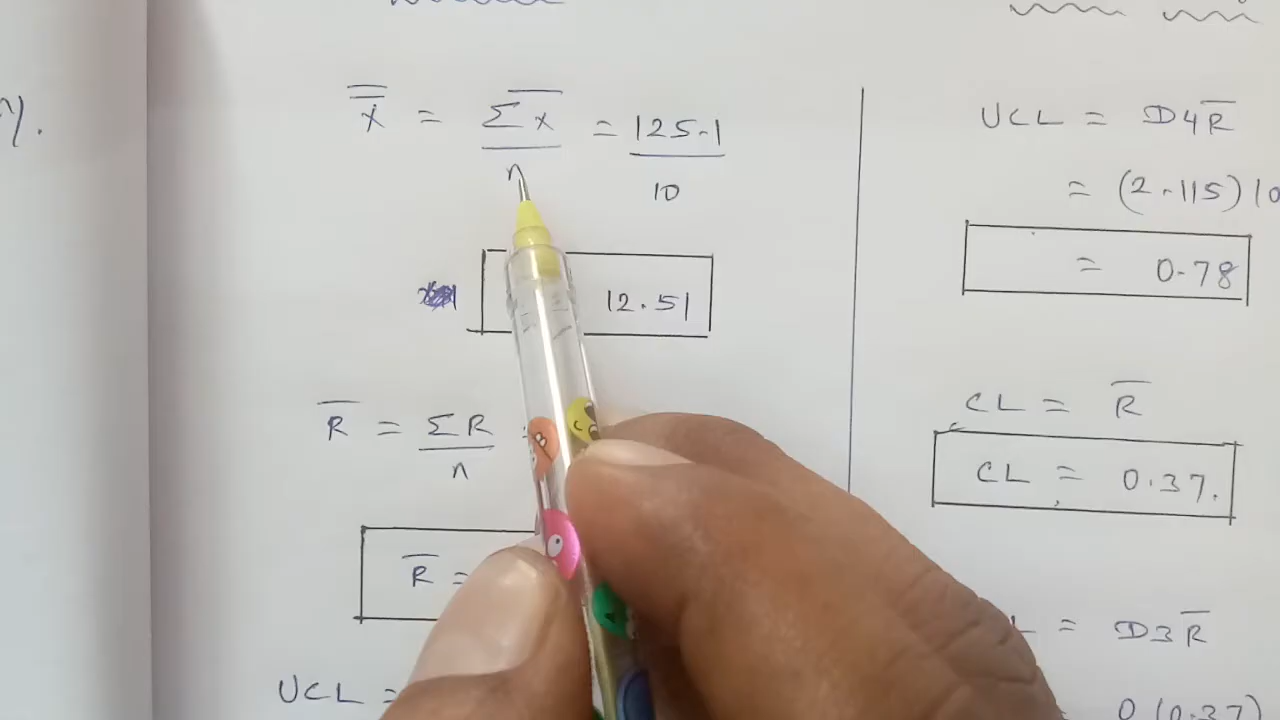 X̿ = ΣX̄ / n = 125.1 / 10
12.51
R̄ = ΣR / n
R̄ =
UCL =
UCL = D4R̄
= (2.115)
= 0.78
CL = R̄
CL = 0.37.
= D3R̄
0(0.37)